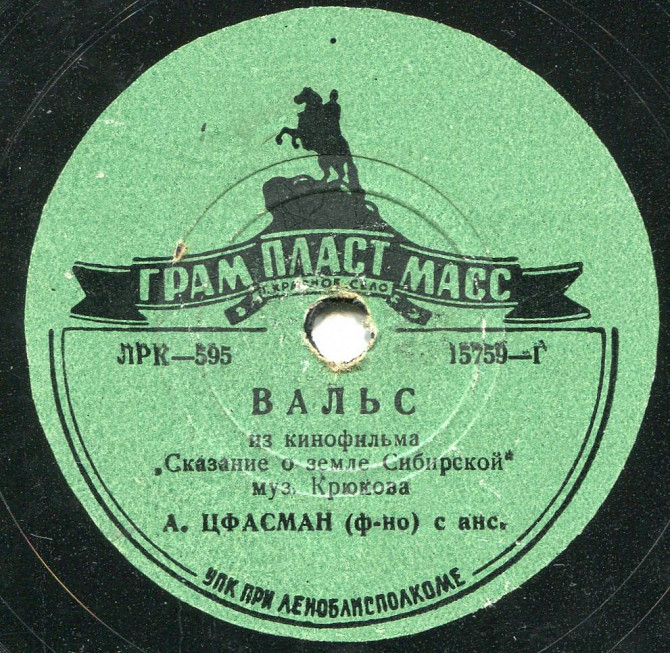 ГРАМ ПЛАСТ МАСС
Г. КРАСНОЕ СЕЛО
ЛРК—595 15759—Г
ВАЛЬС
из кинофильма
„Сказание о земле Сибирской“
муз. Крюкова
А. ЦФАСМАН (ф-но) с анс.
УПК ПРИ ЛЕНОБЛИСПОЛКОМЕ